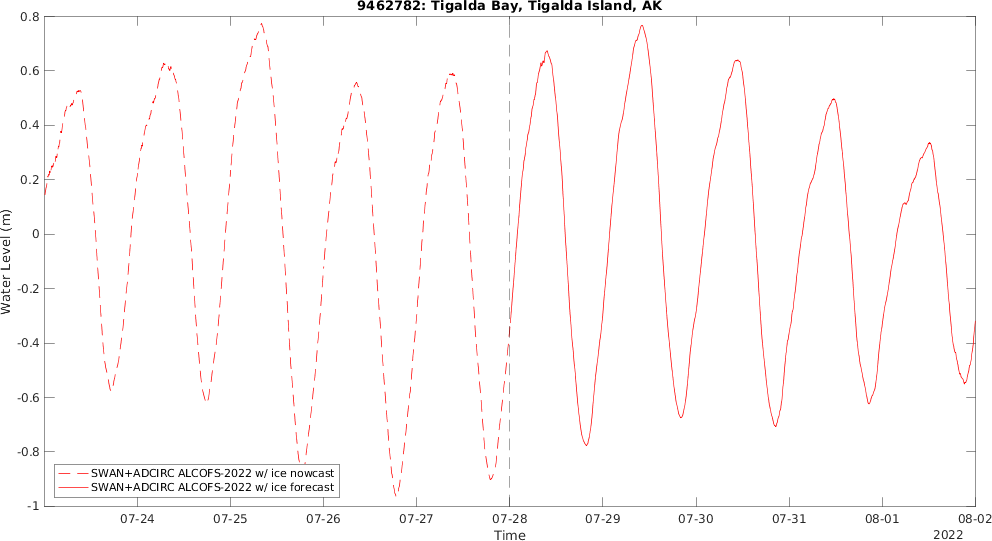 9462782: Tigalda Bay, Tigalda Island, AK
Water Level (m)
0.8
0.6
0.4
0.2
0
-0.2
-0.4
-0.6
-0.8
-1
SWAN+ADCIRC ALCOFS-2022 w/ ice nowcast
SWAN+ADCIRC ALCOFS-2022 w/ ice forecast
07-24 07-25 07-26 07-27 07-28 07-29 07-30 07-31 08-01 08-02
Time
2022